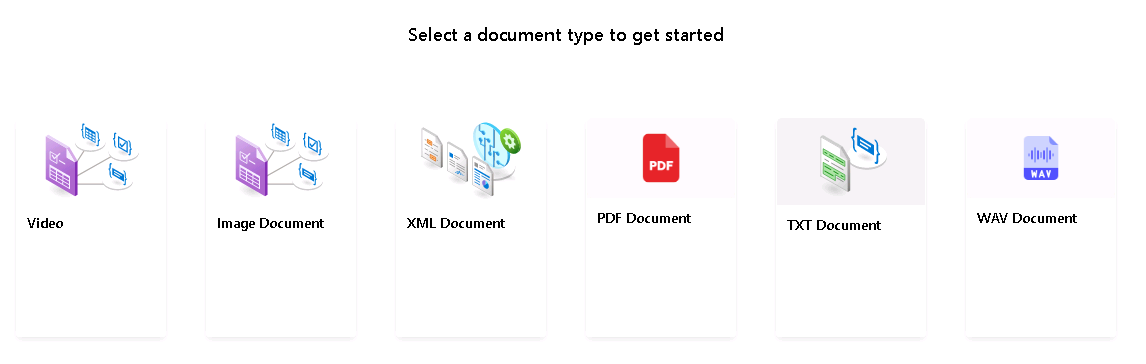 Select a document type to get started
PDF
WAV
Video
Image Document
XML Document
PDF Document
TXT Document
WAV Document